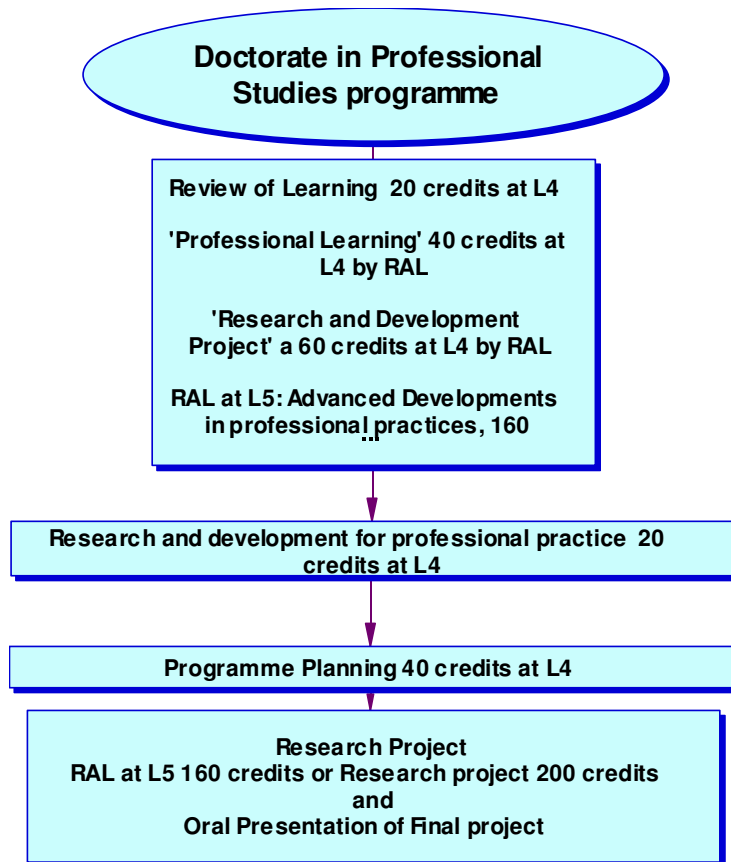 Doctorate in Professional
Studies programme
Review of Learning 20 credits at L4
'Professional Learning' 40 credits at
L4 by RAL
'Research and Development
Project' a 60 credits at L4 by RAL
RAL at L5: Advanced Developments
in professional practices, 160
...
Research and development for professional practice 20
credits at L4
Programme Planning 40 credits at L4
Research Project
RAL at L5 160 credits or Research project 200 credits
and
Oral Presentation of Final project